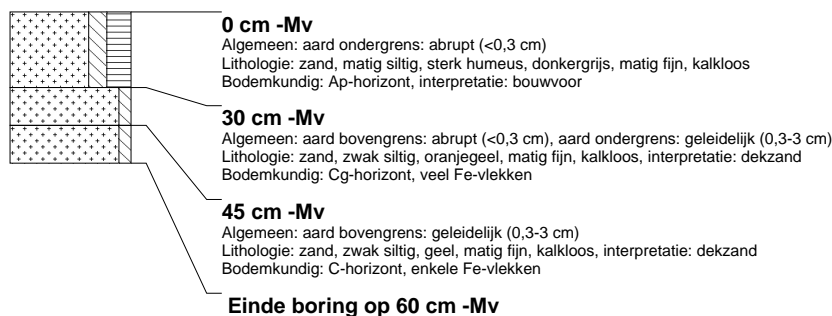 0 cm -Mv
Algemeen: aard ondergrens: abrupt (<0,3 cm)
Lithologie: zand, matig siltig, sterk humeus, donkergrijs, matig fijn, kalkloos
Bodemkundig: Ap-horizont, interpretatie: bouwvoor
30 cm -Mv
Algemeen: aard bovengrens: abrupt (<0,3 cm), aard ondergrens: geleidelijk (0,3-3 cm)
Lithologie: zand, zwak siltig, oranjegeel, matig fijn, kalkloos, interpretatie: dekzand
Bodemkundig: Cg-horizont, veel Fe-vlekken
45 cm -Mv
Algemeen: aard bovengrens: geleidelijk (0,3-3 cm)
Lithologie: zand, zwak siltig, geel, matig fijn, kalkloos, interpretatie: dekzand
Bodemkundig: C-horizont, enkele Fe-vlekken
Einde boring op 60 cm -Mv